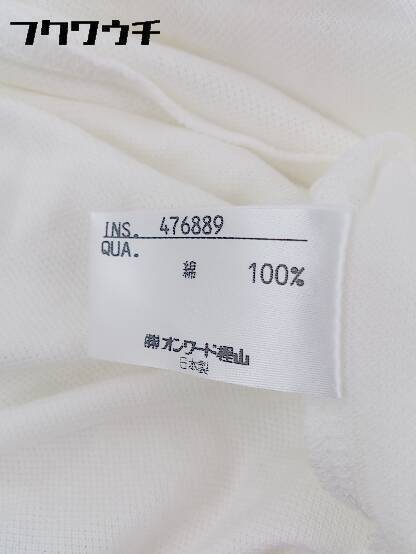 フクワウチ
INS. 476889
QUA.
綿 100%
㈱オンワード樫山
日本製